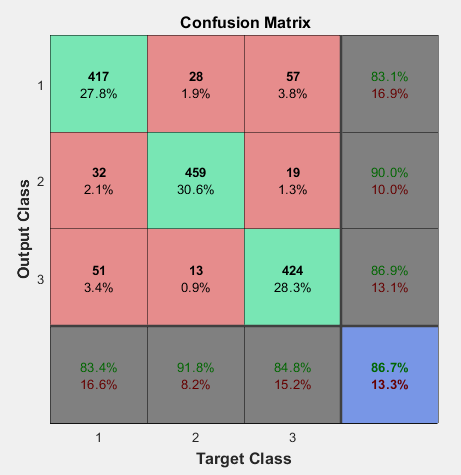 Confusion Matrix
417 28 57 83.1%
1
27.8% 1.9% 3.8% 16.9%
32 459 19 90.0%
2
2.1% 30.6% 1.3% 10.0%
51 13 424 86.9%
3
3.4% 0.9% 28.3% 13.1%
83.4% 91.8% 84.8% 86.7%
16.6% 8.2% 15.2% 13.3%
1 2 3
Target Class
Output Class